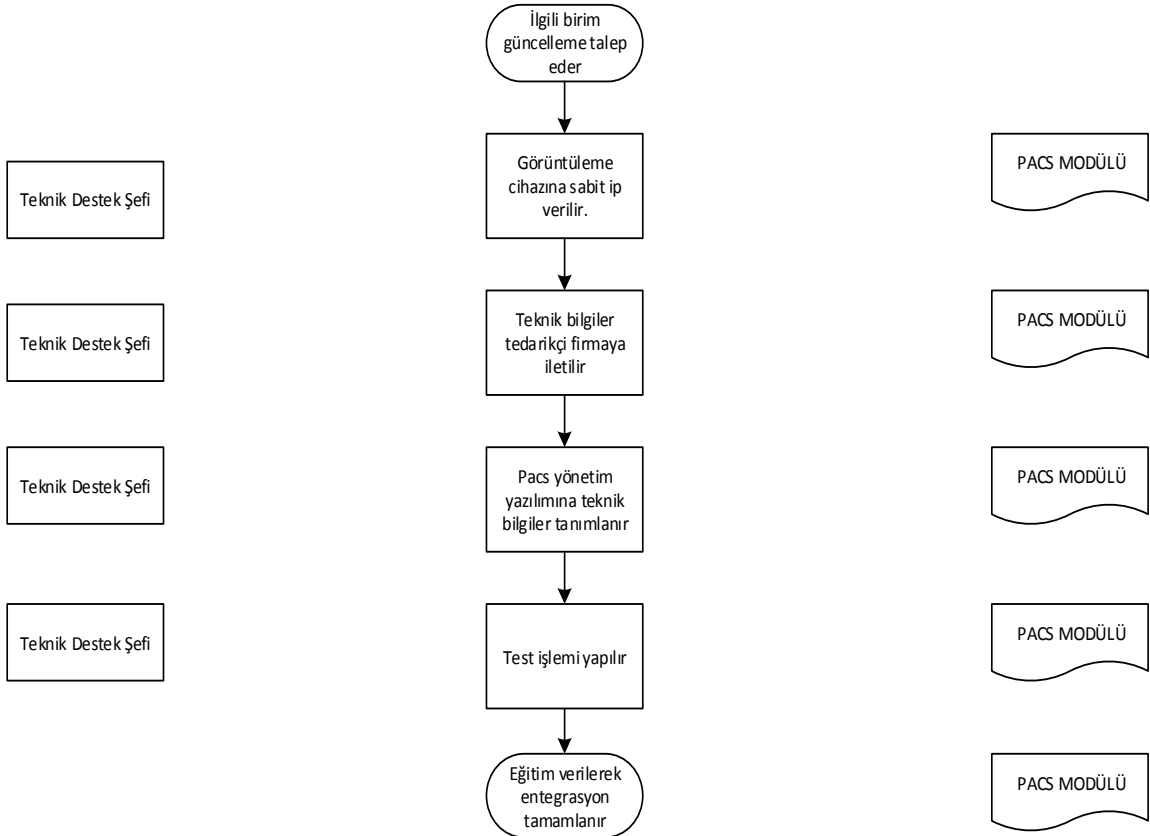 İlgili birim
güncelleme talep
eder
Teknik Destek Şefi
Görüntüleme
cihazına sabit ip
verilir.
PACS MODÜLÜ
Teknik Destek Şefi
Teknik bilgiler
tedarikçi firmaya
iletilir
PACS MODÜLÜ
Teknik Destek Şefi
Pacs yönetim
yazılımına teknik
bilgiler tanımlanır
PACS MODÜLÜ
Teknik Destek Şefi
Test işlemi yapılır
PACS MODÜLÜ
Eğitim verilerek
entegrasyon
tamamlanır
PACS MODÜLÜ